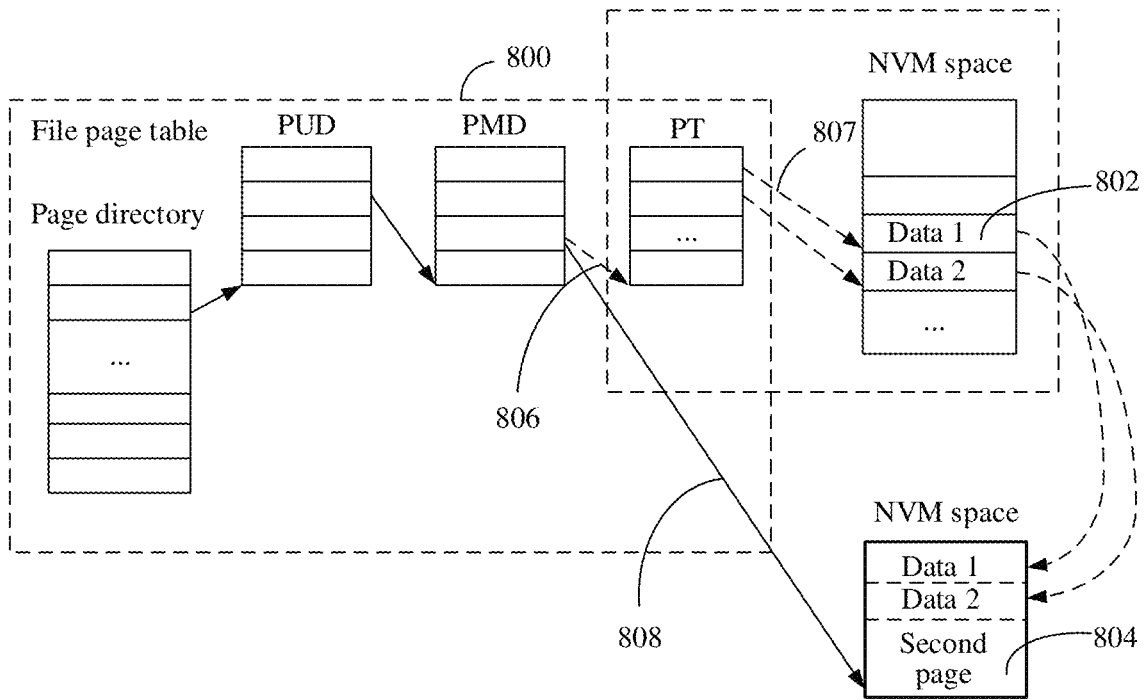 800
NVM space
File page table
PUD
PMD
PT
807
802
Page directory
Data 1
...
Data 2
...
...
806
NVM space
Data 1
Data 2
808
Second
page
804